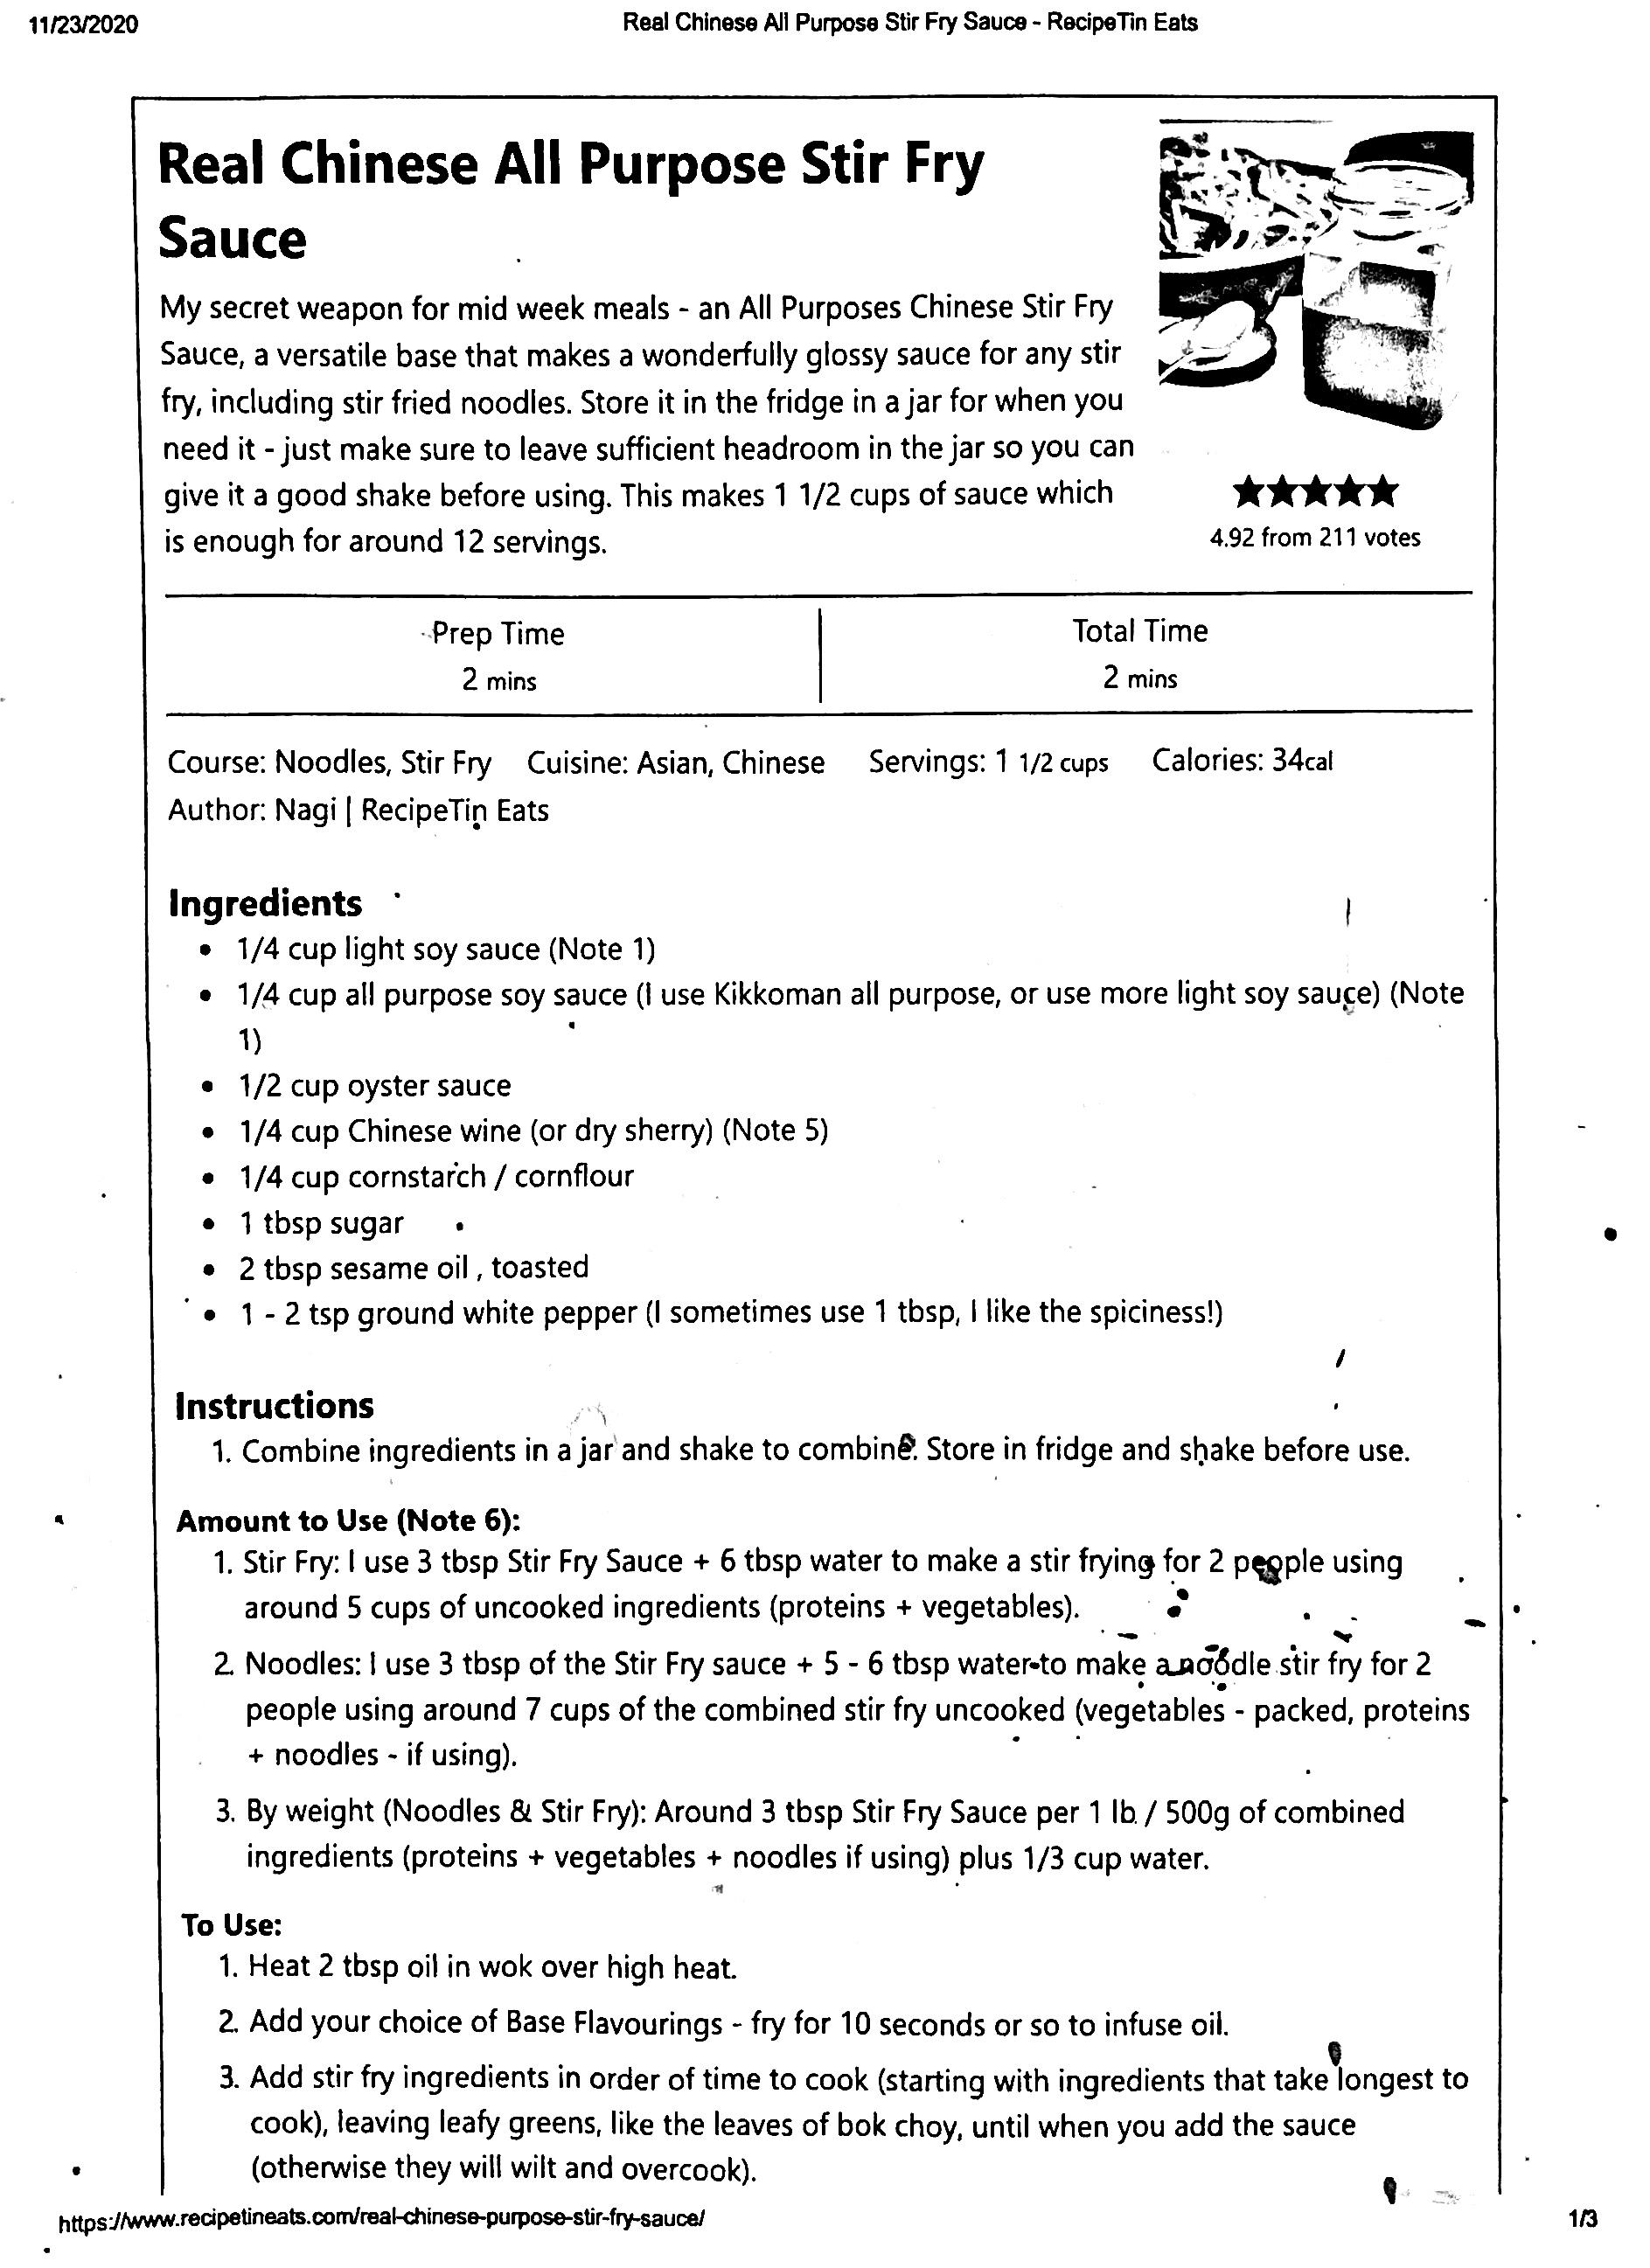 11/23/2020
Real Chinese All Purpose Stir Fry Sauce - RecipeTin Eats
Real Chinese All Purpose Stir Fry
Sauce
My secret weapon for mid week meals - an All Purposes Chinese Stir Fry
Sauce, a versatile base that makes a wonderfully glossy sauce for any stir
fry, including stir fried noodles. Store it in the fridge in a jar for when you
need it - just make sure to leave sufficient headroom in the jar so you can
give it a good shake before using. This makes 1 1/2 cups of sauce which
is enough for around 12 servings.
★★★★★
4.92 from 211 votes
Prep Time
2 mins
Total Time
2 mins
Course: Noodles, Stir Fry Cuisine: Asian, Chinese Servings: 1 1/2 cups Calories: 34cal
Author: Nagi | RecipeTin Eats
Ingredients
• 1/4 cup light soy sauce (Note 1)
• 1/4 cup all purpose soy sauce (I use Kikkoman all purpose, or use more light soy sauce) (Note
1)
• 1/2 cup oyster sauce
• 1/4 cup Chinese wine (or dry sherry) (Note 5)
• 1/4 cup cornstarch / cornflour
• 1 tbsp sugar
• 2 tbsp sesame oil , toasted
• 1 - 2 tsp ground white pepper (I sometimes use 1 tbsp, I like the spiciness!)
Instructions
1. Combine ingredients in a jar and shake to combine. Store in fridge and shake before use.
Amount to Use (Note 6):
1. Stir Fry: I use 3 tbsp Stir Fry Sauce + 6 tbsp water to make a stir frying for 2 people using
around 5 cups of uncooked ingredients (proteins + vegetables).
2. Noodles: I use 3 tbsp of the Stir Fry sauce + 5 - 6 tbsp water to make a noodle stir fry for 2
people using around 7 cups of the combined stir fry uncooked (vegetables - packed, proteins
+ noodles - if using).
3. By weight (Noodles & Stir Fry): Around 3 tbsp Stir Fry Sauce per 1 lb / 500g of combined
ingredients (proteins + vegetables + noodles if using) plus 1/3 cup water.
To Use:
1. Heat 2 tbsp oil in wok over high heat.
2. Add your choice of Base Flavourings - fry for 10 seconds or so to infuse oil.
3. Add stir fry ingredients in order of time to cook (starting with ingredients that take longest to
cook), leaving leafy greens, like the leaves of bok choy, until when you add the sauce
(otherwise they will wilt and overcook).
https://www.recipetineats.com/real-chinese-purpose-stir-fry-sauce/
1/3